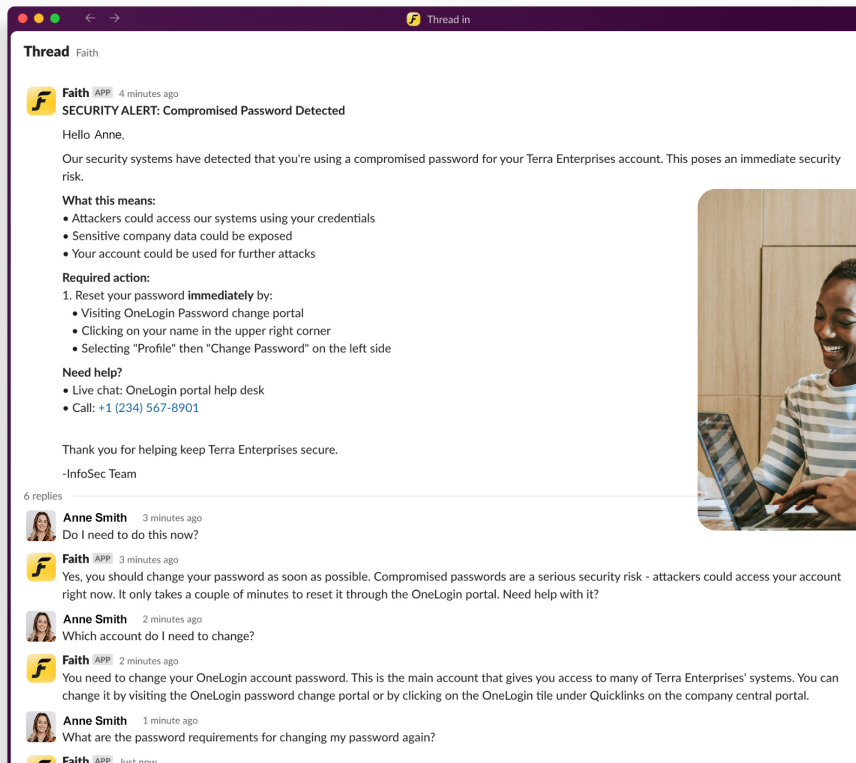 Thread in
Thread Faith
Faith APP 4 minutes ago
SECURITY ALERT: Compromised Password Detected
Hello Anne,
Our security systems have detected that you're using a compromised password for your Terra Enterprises account. This poses an immediate security
risk.
What this means:
• Attackers could access our systems using your credentials
• Sensitive company data could be exposed
• Your account could be used for further attacks
Required action:
1. Reset your password immediately by:
• Visiting OneLogin Password change portal
• Clicking on your name in the upper right corner
• Selecting "Profile" then "Change Password" on the left side
Need help?
• Live chat: OneLogin portal help desk
• Call: +1 (234) 567-8901
Thank you for helping keep Terra Enterprises secure.
-InfoSec Team
6 replies
Anne Smith 3 minutes ago
Do I need to do this now?
Faith APP 3 minutes ago
Yes, you should change your password as soon as possible. Compromised passwords are a serious security risk - attackers could access your account
right now. It only takes a couple of minutes to reset it through the OneLogin portal. Need help with it?
Anne Smith 2 minutes ago
Which account do I need to change?
Faith APP 2 minutes ago
You need to change your OneLogin account password. This is the main account that gives you access to many of Terra Enterprises' systems. You can
change it by visiting the OneLogin password change portal or by clicking on the OneLogin tile under Quicklinks on the company central portal.
Anne Smith 1 minute ago
What are the password requirements for changing my password again?
Faith APP Just now